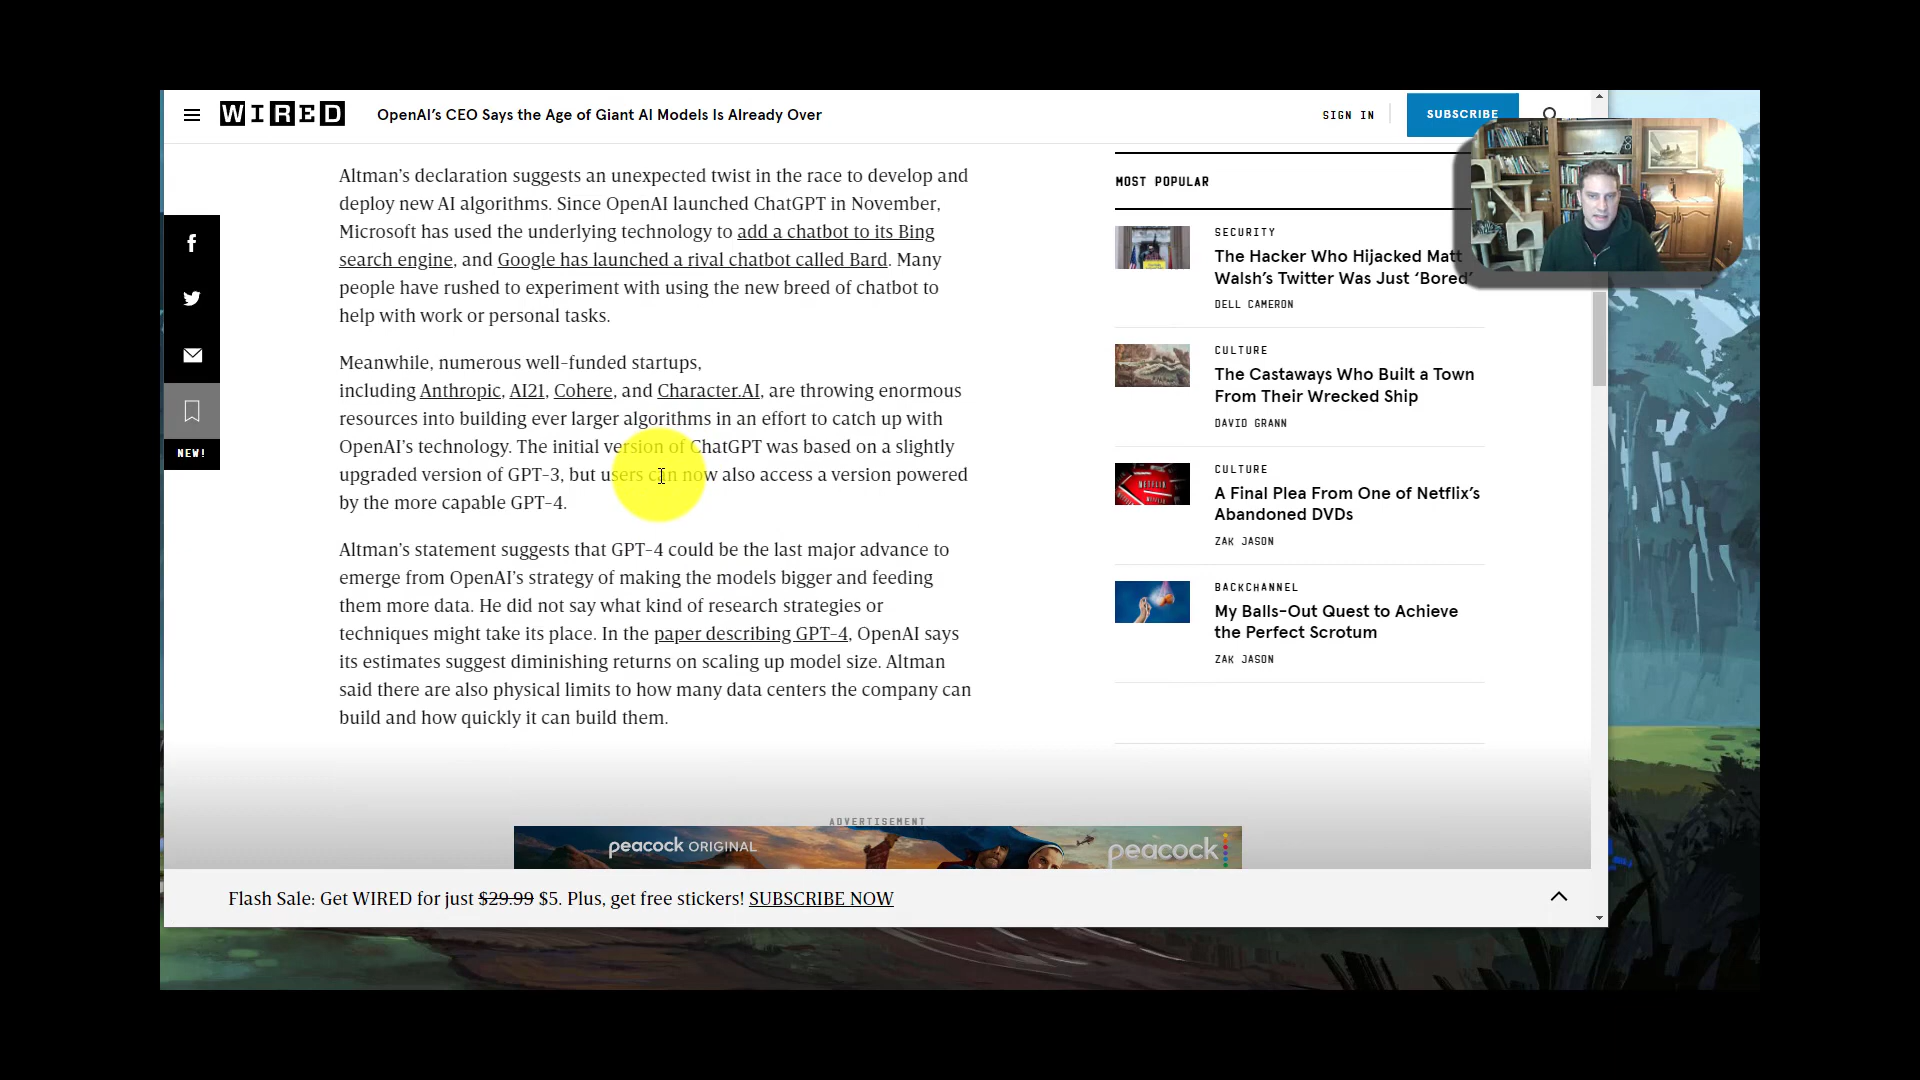 WIRED
OpenAI’s CEO Says the Age of Giant AI Models Is Already Over
SIGN IN
SUBSCRIBE
Altman’s declaration suggests an unexpected twist in the race to develop and
deploy new AI algorithms. Since OpenAI launched ChatGPT in November,
Microsoft has used the underlying technology to add a chatbot to its Bing
search engine, and Google has launched a rival chatbot called Bard. Many
people have rushed to experiment with using the new breed of chatbot to
help with work or personal tasks.
Meanwhile, numerous well-funded startups,
including Anthropic, AI21, Cohere, and Character.AI, are throwing enormous
resources into building ever larger algorithms in an effort to catch up with
OpenAI’s technology. The initial version of ChatGPT was based on a slightly
upgraded version of GPT-3, but users can now also access a version powered
by the more capable GPT-4.
Altman’s statement suggests that GPT-4 could be the last major advance to
emerge from OpenAI’s strategy of making the models bigger and feeding
them more data. He did not say what kind of research strategies or
techniques might take its place. In the paper describing GPT-4, OpenAI says
its estimates suggest diminishing returns on scaling up model size. Altman
said there are also physical limits to how many data centers the company can
build and how quickly it can build them.
NEW!
MOST POPULAR
SECURITY
The Hacker Who Hijacked Matt
Walsh’s Twitter Was Just ‘Bored’
DELL CAMERON
CULTURE
The Castaways Who Built a Town
From Their Wrecked Ship
DAVID GRANN
CULTURE
A Final Plea From One of Netflix’s
Abandoned DVDs
ZAK JASON
NETFLIX
BACKCHANNEL
My Balls-Out Quest to Achieve
the Perfect Scrotum
ZAK JASON
ADVERTISEMENT
peacock ORIGINAL
peacock
Flash Sale: Get WIRED for just $29.99 $5. Plus, get free stickers! SUBSCRIBE NOW